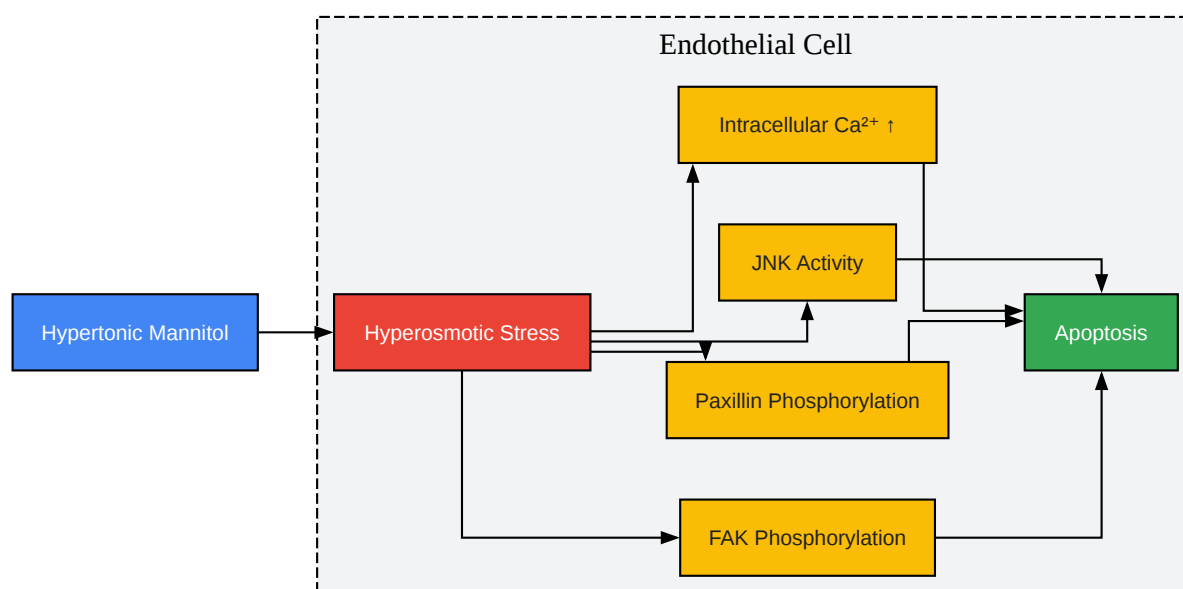 Endothelial Cell
Intracellular Ca²⁺ ↑
JNK Activity
Hypertonic Mannitol
Hyperosmotic Stress
Apoptosis
Paxillin Phosphorylation
FAK Phosphorylation